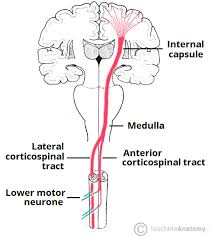 Internal
capsule
Medulla
Lateral
corticospinal
tract
Anterior
corticospinal tract
Lower motor
neurone
© TeachMeAnatomy